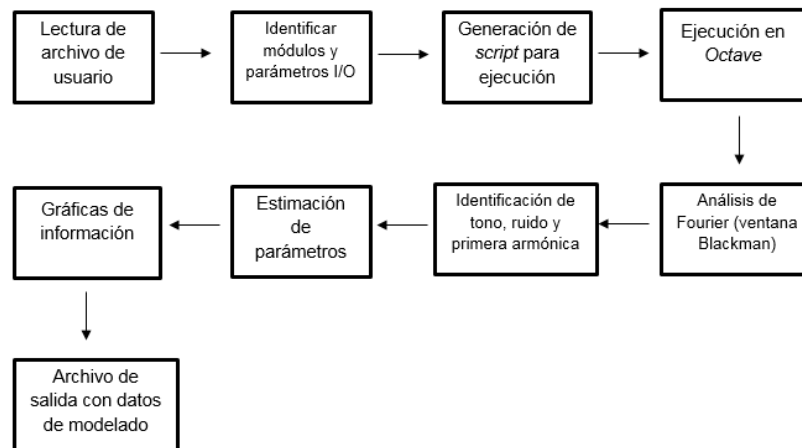 Lectura de
archivo de
usuario
Identificar
módulos y
parámetros I/O
Generación de
script para
ejecución
Ejecución en
Octave
Análisis de
Fourier (ventana
Blackman)
Identificación de
tono, ruido y
primera armónica
Estimación
de
parámetros
Gráficas de
información
Archivo de
salida con datos
de modelado